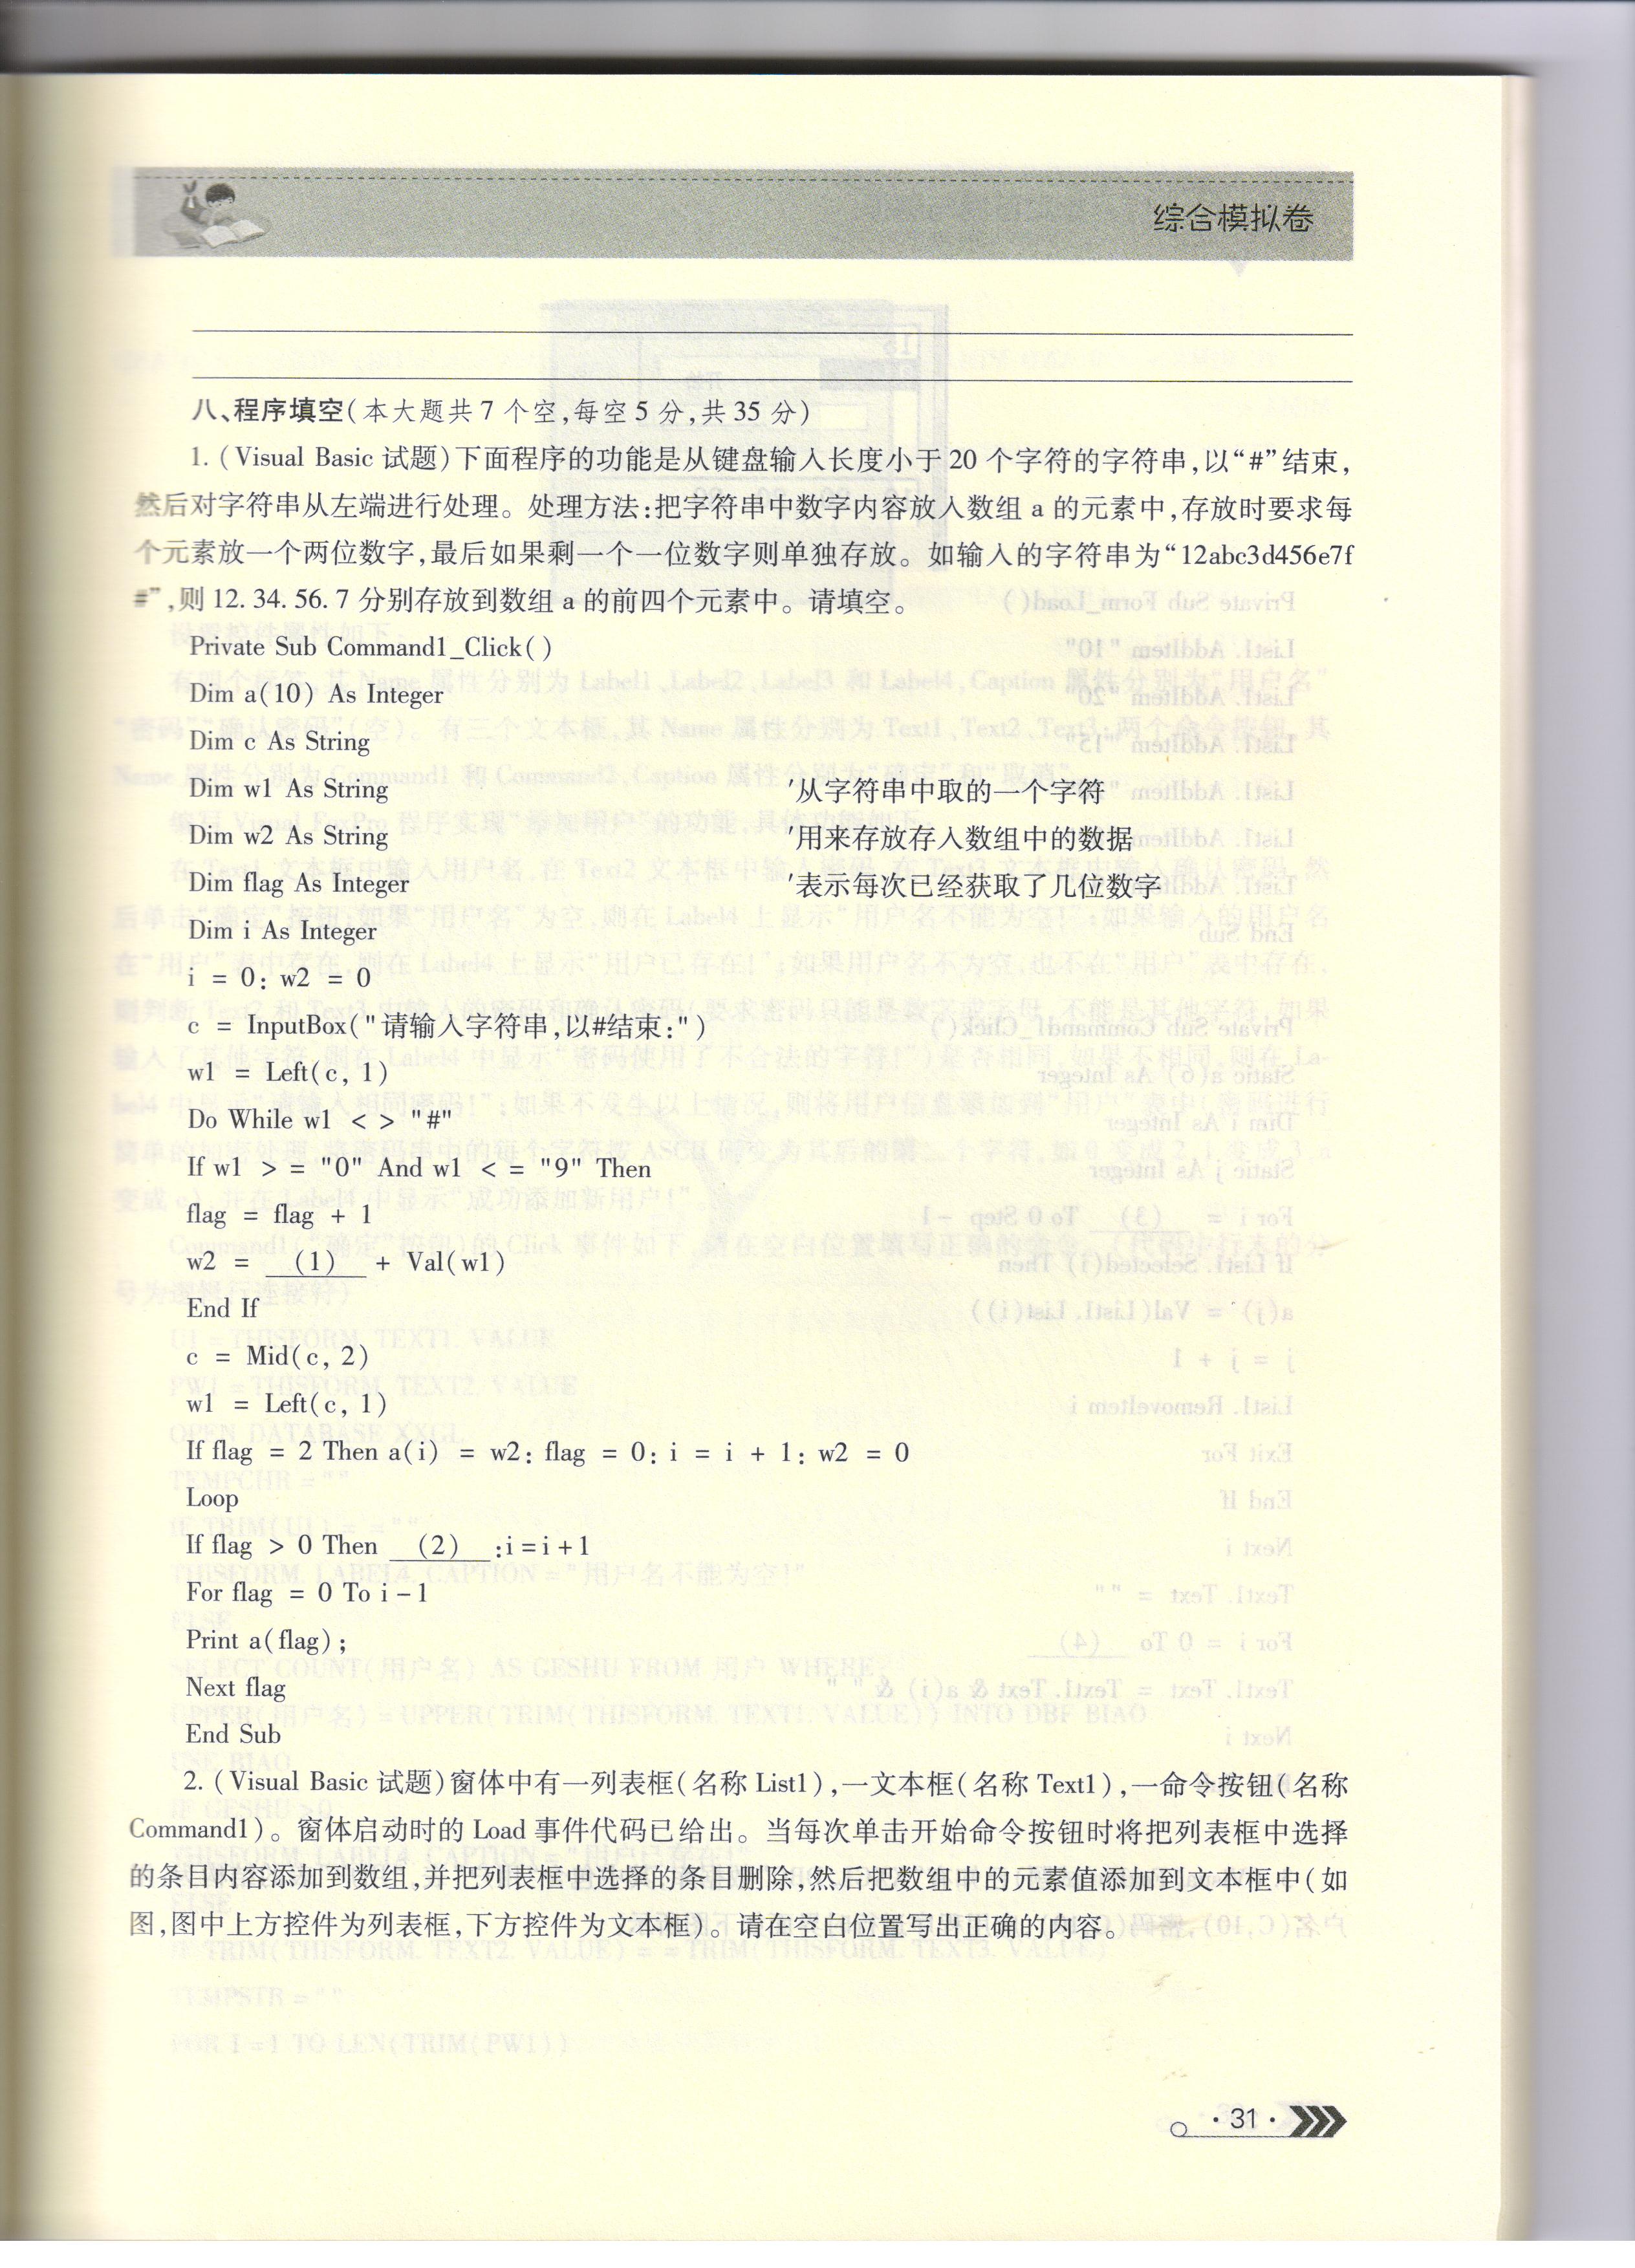 综合模拟卷
八、程序填空(本大题共 7 个空,每空 5 分,共 35 分)
1. (Visual Basic 试题)下面程序的功能是从键盘输入长度小于 20 个字符的字符串,以“#”结束,
然后对字符串从左端进行处理。处理方法:把字符串中数字内容放入数组 a 的元素中,存放时要求每
个元素放一个两位数字,最后如果剩一个一位数字则单独存放。如输入的字符串为“12abc3d456e7f
#”,则 12. 34. 56. 7 分别存放到数组 a 的前四个元素中。请填空。
Private Sub Command1_Click( )
Dim a(10) As Integer
Dim c As String
Dim w1 As String '从字符串中取的一个字符
Dim w2 As String '用来存放存入数组中的数据
Dim flag As Integer '表示每次已经获取了几位数字
Dim i As Integer
i = 0: w2 = 0
c = InputBox("请输入字符串,以#结束:")
w1 = Left(c, 1)
Do While w1 < > "#"
If w1 > = "0" And w1 < = "9" Then
flag = flag + 1
w2 = (1) + Val(w1)
End If
c = Mid(c, 2)
w1 = Left(c, 1)
If flag = 2 Then a(i) = w2: flag = 0: i = i + 1: w2 = 0
Loop
If flag > 0 Then (2) :i=i+1
For flag = 0 To i-1
Print a(flag);
Next flag
End Sub
2. (Visual Basic 试题)窗体中有一列表框(名称 List1),一文本框(名称 Text1),一命令按钮(名称
Command1)。窗体启动时的 Load 事件代码已给出。当每次单击开始命令按钮时将把列表框中选择
的条目内容添加到数组,并把列表框中选择的条目删除,然后把数组中的元素值添加到文本框中(如
图,图中上方控件为列表框,下方控件为文本框)。请在空白位置写出正确的内容。
· 31 ·